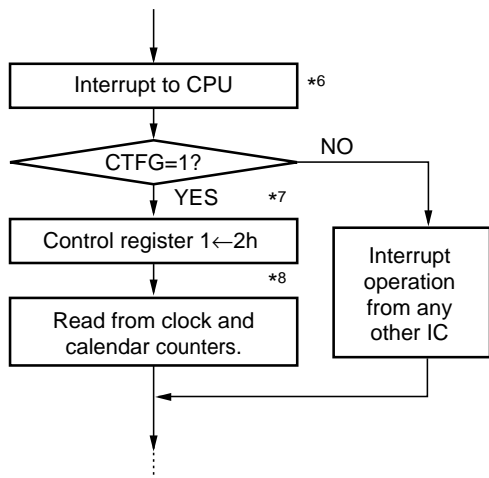 Interrupt to CPU
*6
CTFG=1?
NO
YES
*7
Control register 1←2h
*8
Interrupt
operation
from any
other IC
Read from clock and
calendar counters.